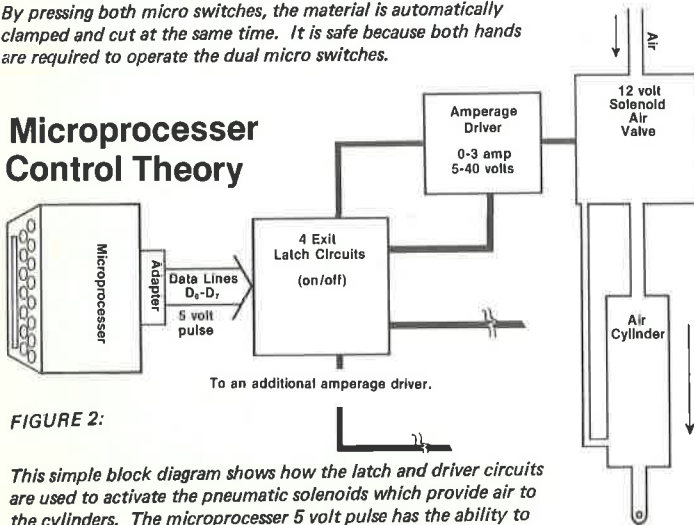 By pressing both micro switches, the material is automatically
clamped and cut at the same time. It is safe because both hands
are required to operate the dual micro switches.
Microprocesser
Control Theory
Microprocesser
Adapter
Data Lines
D₀-D₇
5 volt
pulse
4 Exit
Latch Circuits
(on/off)
Amperage
Driver
0-3 amp
5-40 volts
Air
12 volt
Solenoid
Air
Valve
Air
Cylinder
To an additional amperage driver.
FIGURE 2:
This simple block diagram shows how the latch and driver circuits
are used to activate the pneumatic solenoids which provide air to
the cylinders. The microprocesser 5 volt pulse has the ability to